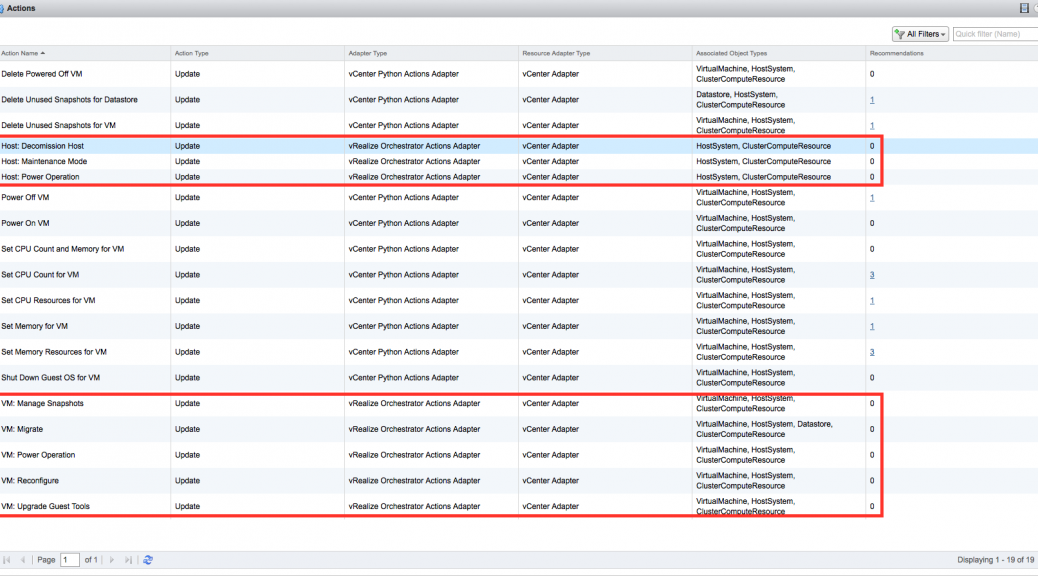 Actions
All Filters
Quick filter (Name)
Action Name Action Type Adapter Type Resource Adapter Type Associated Object Types Recommendations
Delete Powered Off VM Update vCenter Python Actions Adapter vCenter Adapter VirtualMachine, HostSystem, 0
ClusterComputeResource
Delete Unused Snapshots for Datastore Update vCenter Python Actions Adapter vCenter Adapter Datastore, HostSystem, 1
ClusterComputeResource
Delete Unused Snapshots for VM Update vCenter Python Actions Adapter vCenter Adapter VirtualMachine, HostSystem, 1
ClusterComputeResource
Host: Decomission Host Update vRealize Orchestrator Actions Adapter vCenter Adapter HostSystem, ClusterComputeResource 0
Host: Maintenance Mode Update vRealize Orchestrator Actions Adapter vCenter Adapter HostSystem, ClusterComputeResource 0
Host: Power Operation Update vRealize Orchestrator Actions Adapter vCenter Adapter HostSystem, ClusterComputeResource 0
Power Off VM Update vCenter Python Actions Adapter vCenter Adapter VirtualMachine, HostSystem, 1
ClusterComputeResource
Power On VM Update vCenter Python Actions Adapter vCenter Adapter VirtualMachine, HostSystem, 0
ClusterComputeResource
Set CPU Count and Memory for VM Update vCenter Python Actions Adapter vCenter Adapter VirtualMachine, HostSystem, 0
ClusterComputeResource
Set CPU Count for VM Update vCenter Python Actions Adapter vCenter Adapter VirtualMachine, HostSystem, 3
ClusterComputeResource
Set CPU Resources for VM Update vCenter Python Actions Adapter vCenter Adapter VirtualMachine, HostSystem, 1
ClusterComputeResource
Set Memory for VM Update vCenter Python Actions Adapter vCenter Adapter VirtualMachine, HostSystem, 1
ClusterComputeResource
Set Memory Resources for VM Update vCenter Python Actions Adapter vCenter Adapter VirtualMachine, HostSystem, 3
ClusterComputeResource
Shut Down Guest OS for VM Update vCenter Python Actions Adapter vCenter Adapter VirtualMachine, HostSystem, 0
ClusterComputeResource
VM: Manage Snapshots Update vRealize Orchestrator Actions Adapter vCenter Adapter VirtualMachine, HostSystem, 0
ClusterComputeResource
VM: Migrate Update vRealize Orchestrator Actions Adapter vCenter Adapter VirtualMachine, HostSystem, Datastore, 0
ClusterComputeResource
VM: Power Operation Update vRealize Orchestrator Actions Adapter vCenter Adapter VirtualMachine, HostSystem, 0
ClusterComputeResource
VM: Reconfigure Update vRealize Orchestrator Actions Adapter vCenter Adapter VirtualMachine, HostSystem, 0
ClusterComputeResource
VM: Upgrade Guest Tools Update vRealize Orchestrator Actions Adapter vCenter Adapter VirtualMachine, HostSystem, 0
ClusterComputeResource
Page 1 of 1 Displaying 1 - 19 of 19